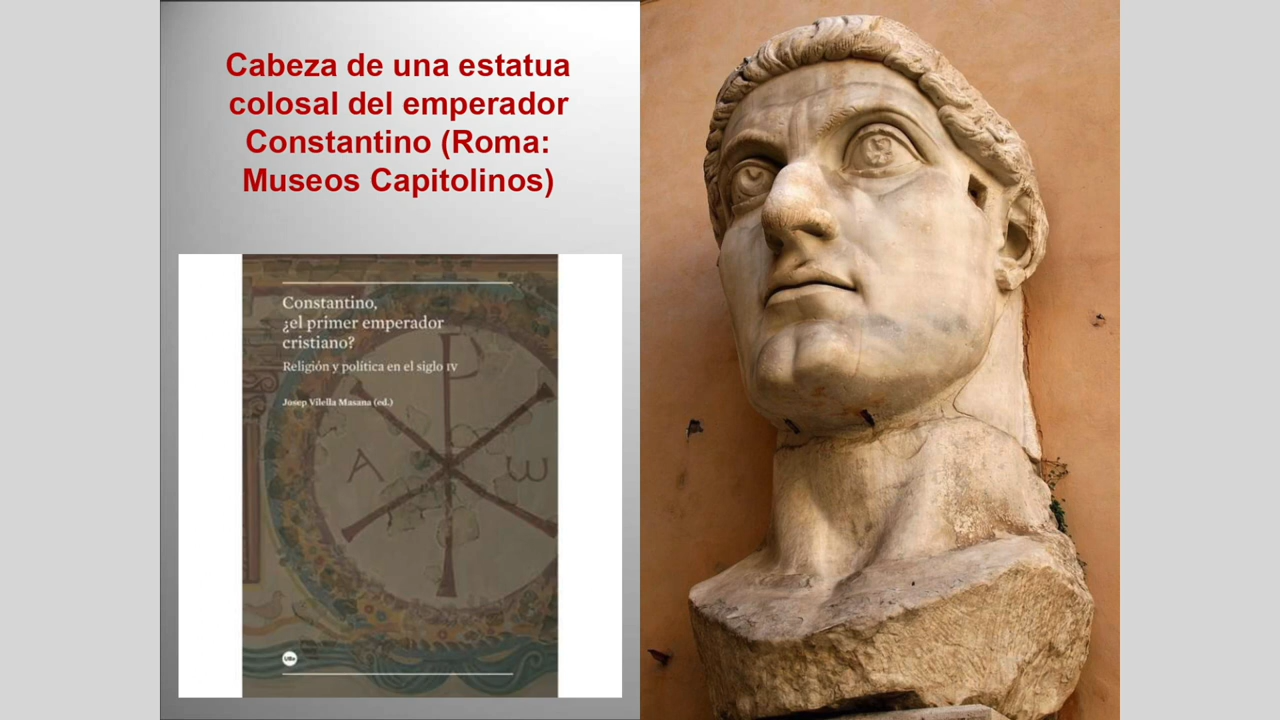 Cabeza de una estatua
colosal del emperador
Constantino (Roma:
Museos Capitolinos)
Constantino,
¿el primer emperador
cristiano?
Religión y política en el siglo IV
Josep Vilella Masana (ed.)
P
A ω
UBe